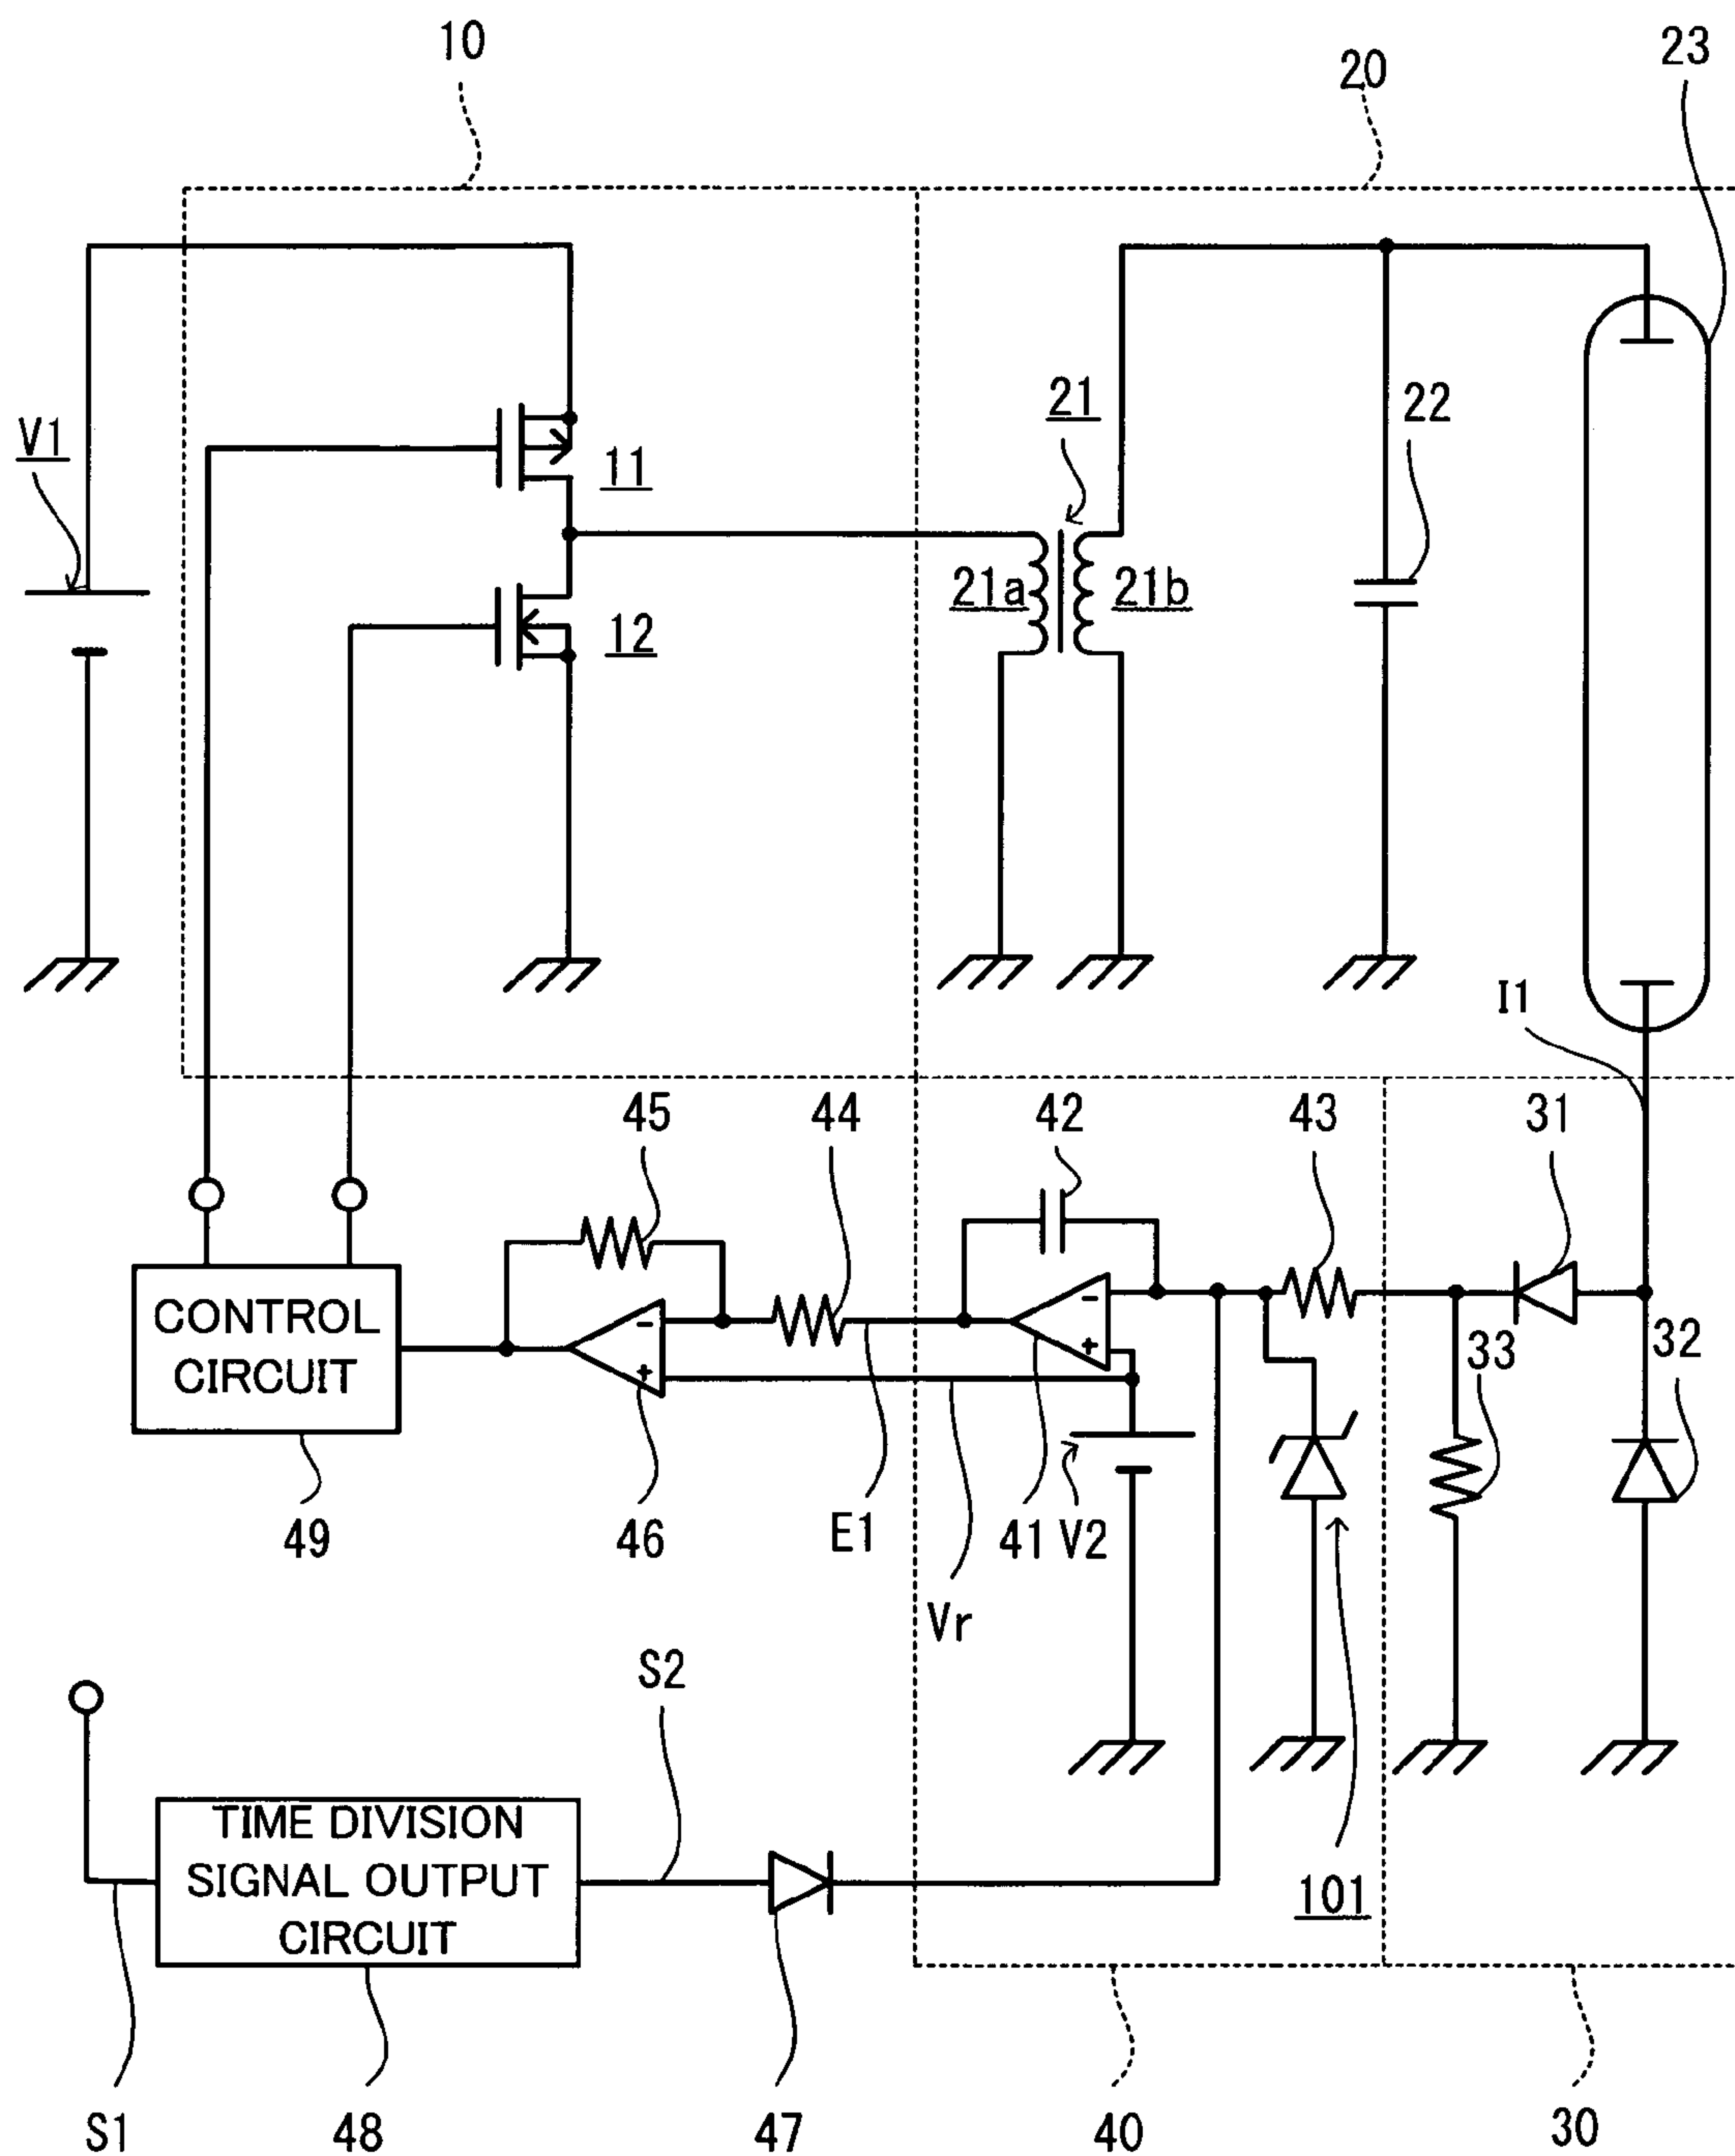 10
20
23
V1
11
12
21
21a
21b
22
I1
45
44
42
43
31
CONTROL
CIRCUIT
-
+
-
+
33
32
49
46
E1
41
V2
Vr
S2
101
TIME DIVISION
SIGNAL OUTPUT
CIRCUIT
S1
48
47
40
30